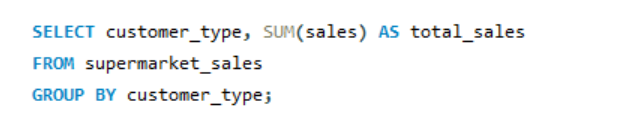 SELECT customer_type, SUM(sales) AS total_sales
FROM supermarket_sales
GROUP BY customer_type;